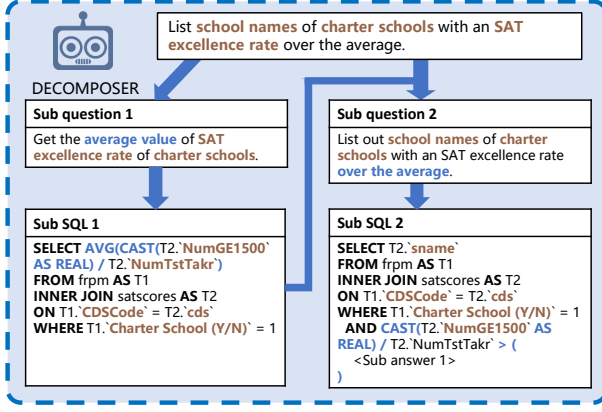 List school names of charter schools with an SAT
excellence rate over the average.
DECOMPOSER
Sub question 1
Get the average value of SAT
excellence rate of charter schools.
Sub question 2
List out school names of charter
schools with an SAT excellence rate
over the average.
Sub SQL 1
SELECT AVG(CAST(T2.`NumGE1500`
AS REAL) / T2.`NumTstTakr`)
FROM frpm AS T1
INNER JOIN satscores AS T2
ON T1.`CDSCode` = T2.`cds`
WHERE T1.`Charter School (Y/N)` = 1
Sub SQL 2
SELECT T2.`sname`
FROM frpm AS T1
INNER JOIN satscores AS T2
ON T1.`CDSCode` = T2.`cds`
WHERE T1.`Charter School (Y/N)` = 1
AND CAST(T2.`NumGE1500` AS
REAL) / T2.`NumTstTakr` > (
<Sub answer 1>
)